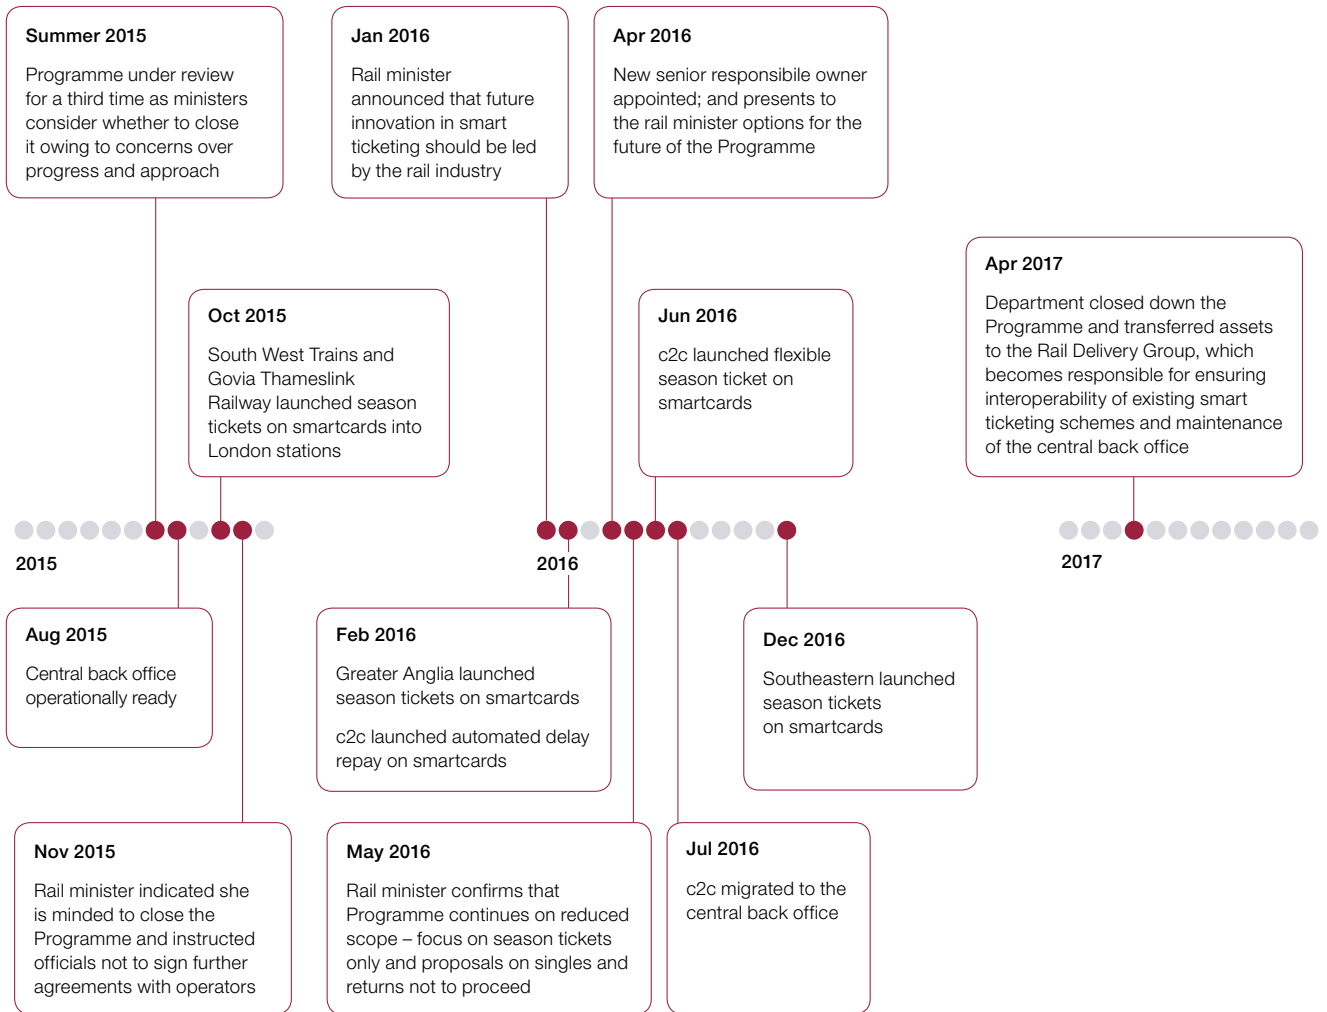 Summer 2015
Programme under review
for a third time as ministers
consider whether to close
it owing to concerns over
progress and approach
Jan 2016
Rail minister
announced that future
innovation in smart
ticketing should be led
by the rail industry
Apr 2016
New senior responsibile owner
appointed; and presents to
the rail minister options for the
future of the Programme
Oct 2015
South West Trains and
Govia Thameslink
Railway launched season
tickets on smartcards into
London stations
Jun 2016
c2c launched flexible
season ticket on
smartcards
Apr 2017
Department closed down the
Programme and transferred assets
to the Rail Delivery Group, which
becomes responsible for ensuring
interoperability of existing smart
ticketing schemes and maintenance
of the central back office
2015
2016
2017
Aug 2015
Central back office
operationally ready
Feb 2016
Greater Anglia launched
season tickets on smartcards
c2c launched automated delay
repay on smartcards
Dec 2016
Southeastern launched
season tickets
on smartcards
Nov 2015
Rail minister indicated she
is minded to close the
Programme and instructed
officials not to sign further
agreements with operators
May 2016
Rail minister confirms that
Programme continues on reduced
scope – focus on season tickets
only and proposals on singles and
returns not to proceed
Jul 2016
c2c migrated to the
central back office